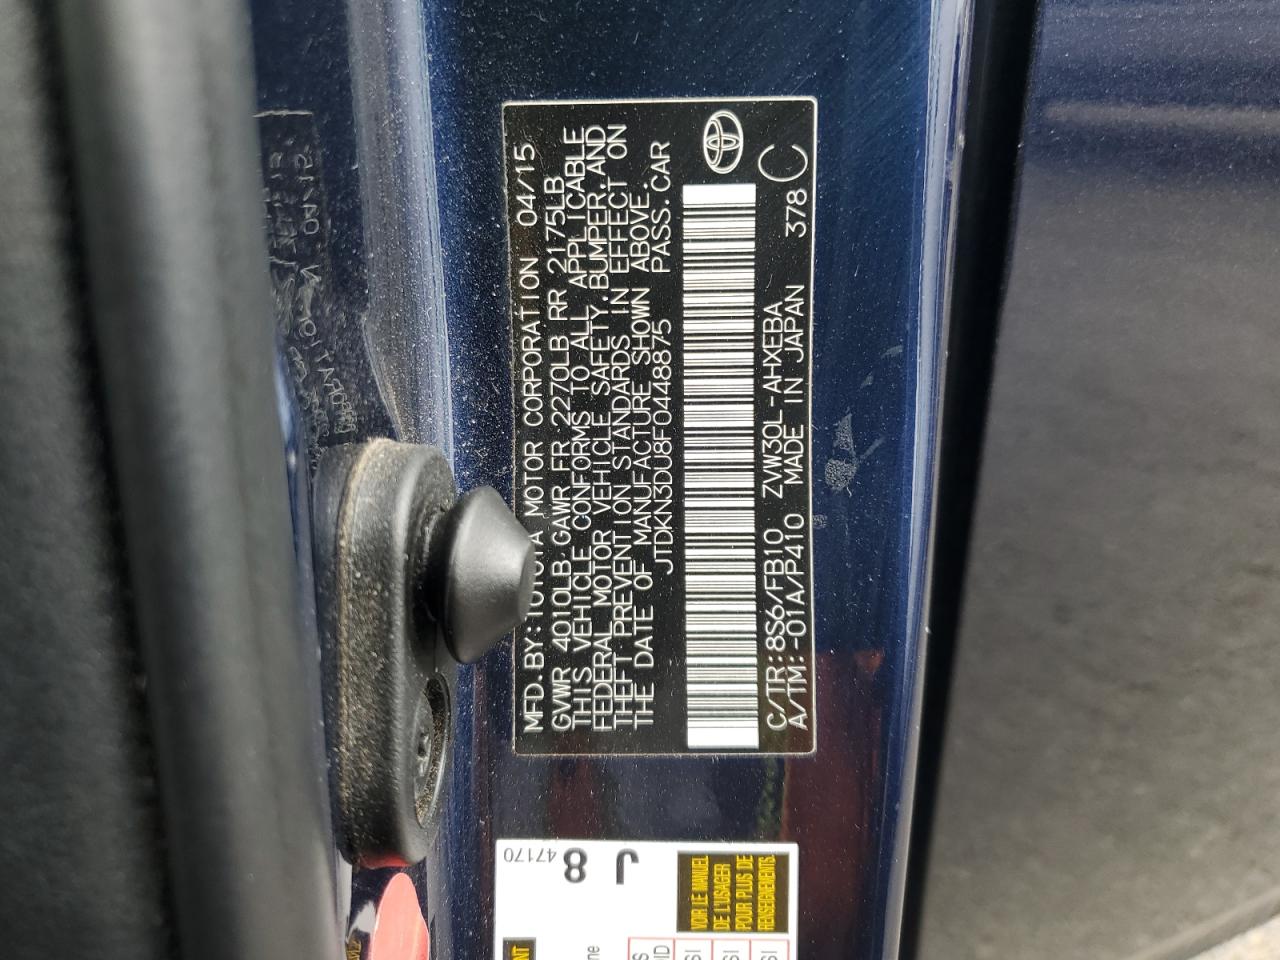 MFD.BY:TOYOTA MOTOR CORPORATION 04/15
GVWR 4010LB GAWR FR 2270LB RR 2175LB
THIS VEHICLE CONFORMS TO ALL APPLICABLE
FEDERAL MOTOR VEHICLE SAFETY,BUMPER,AND
THEFT PREVENTION STANDARDS IN EFFECT ON
THE DATE OF MANUFACTURE SHOWN ABOVE.
JTDKN3DU8F0448875 PASS.CAR
C/TR:8S6/FB10 ZVW30L-AHXEBA 378 C
A/TM:-01A/P410 MADE IN JAPAN
47170
8
J
VOIR LE MANUEL
DE L'USAGER
POUR PLUS DE
RENSEIGNEMENTS